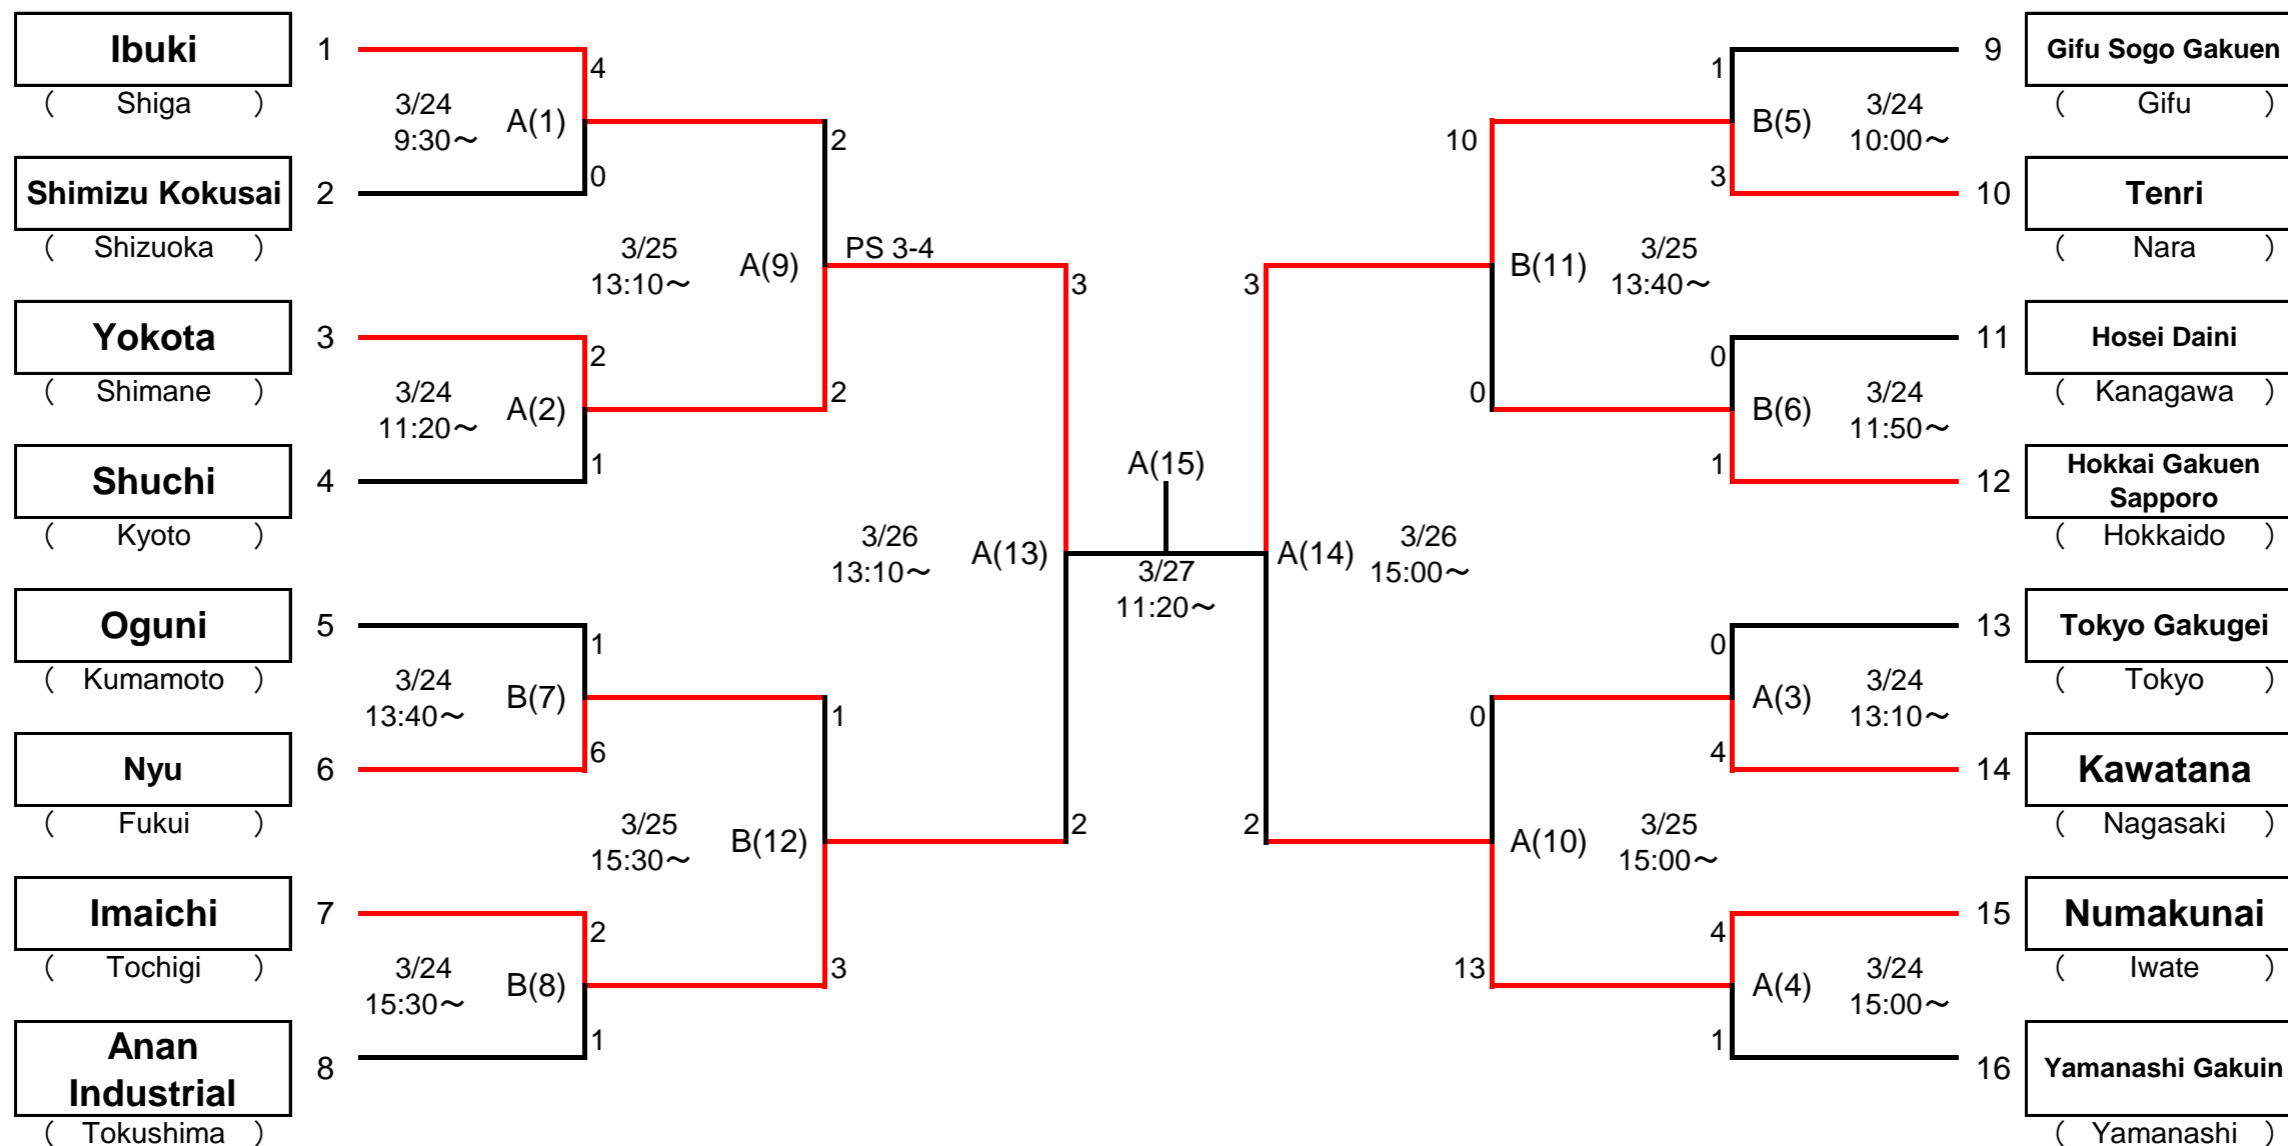 Ibuki
1
( Shiga )
4
3/24
9:30～
A(1)
0
Shimizu Kokusai
2
( Shizuoka )
2
3/25
13:10～
A(9)
PS 3-4
2
Yokota
3
( Shimane )
2
3/24
11:20～
A(2)
1
Shuchi
4
( Kyoto )
3
3/26
13:10～
A(13)
2
Oguni
5
( Kumamoto )
1
3/24
13:40～
B(7)
6
Nyu
6
( Fukui )
1
3/25
15:30～
B(12)
3
Imaichi
7
( Tochigi )
2
3/24
15:30～
B(8)
1
Anan
Industrial
8
( Tokushima )
A(15)
3/27
11:20～
9
Gifu Sogo Gakuen
( Gifu )
1
B(5)
3/24
10:00～
3
10
Tenri
( Nara )
10
B(11)
3/25
13:40～
0
11
Hosei Daini
( Kanagawa )
0
B(6)
3/24
11:50～
1
12
Hokkai Gakuen
Sapporo
( Hokkaido )
3
A(14)
3/26
15:00～
2
13
Tokyo Gakugei
( Tokyo )
0
A(3)
3/24
13:10～
4
14
Kawatana
( Nagasaki )
0
A(10)
3/25
15:00～
13
15
Numakunai
( Iwate )
4
A(4)
3/24
15:00～
1
16
Yamanashi Gakuin
( Yamanashi )